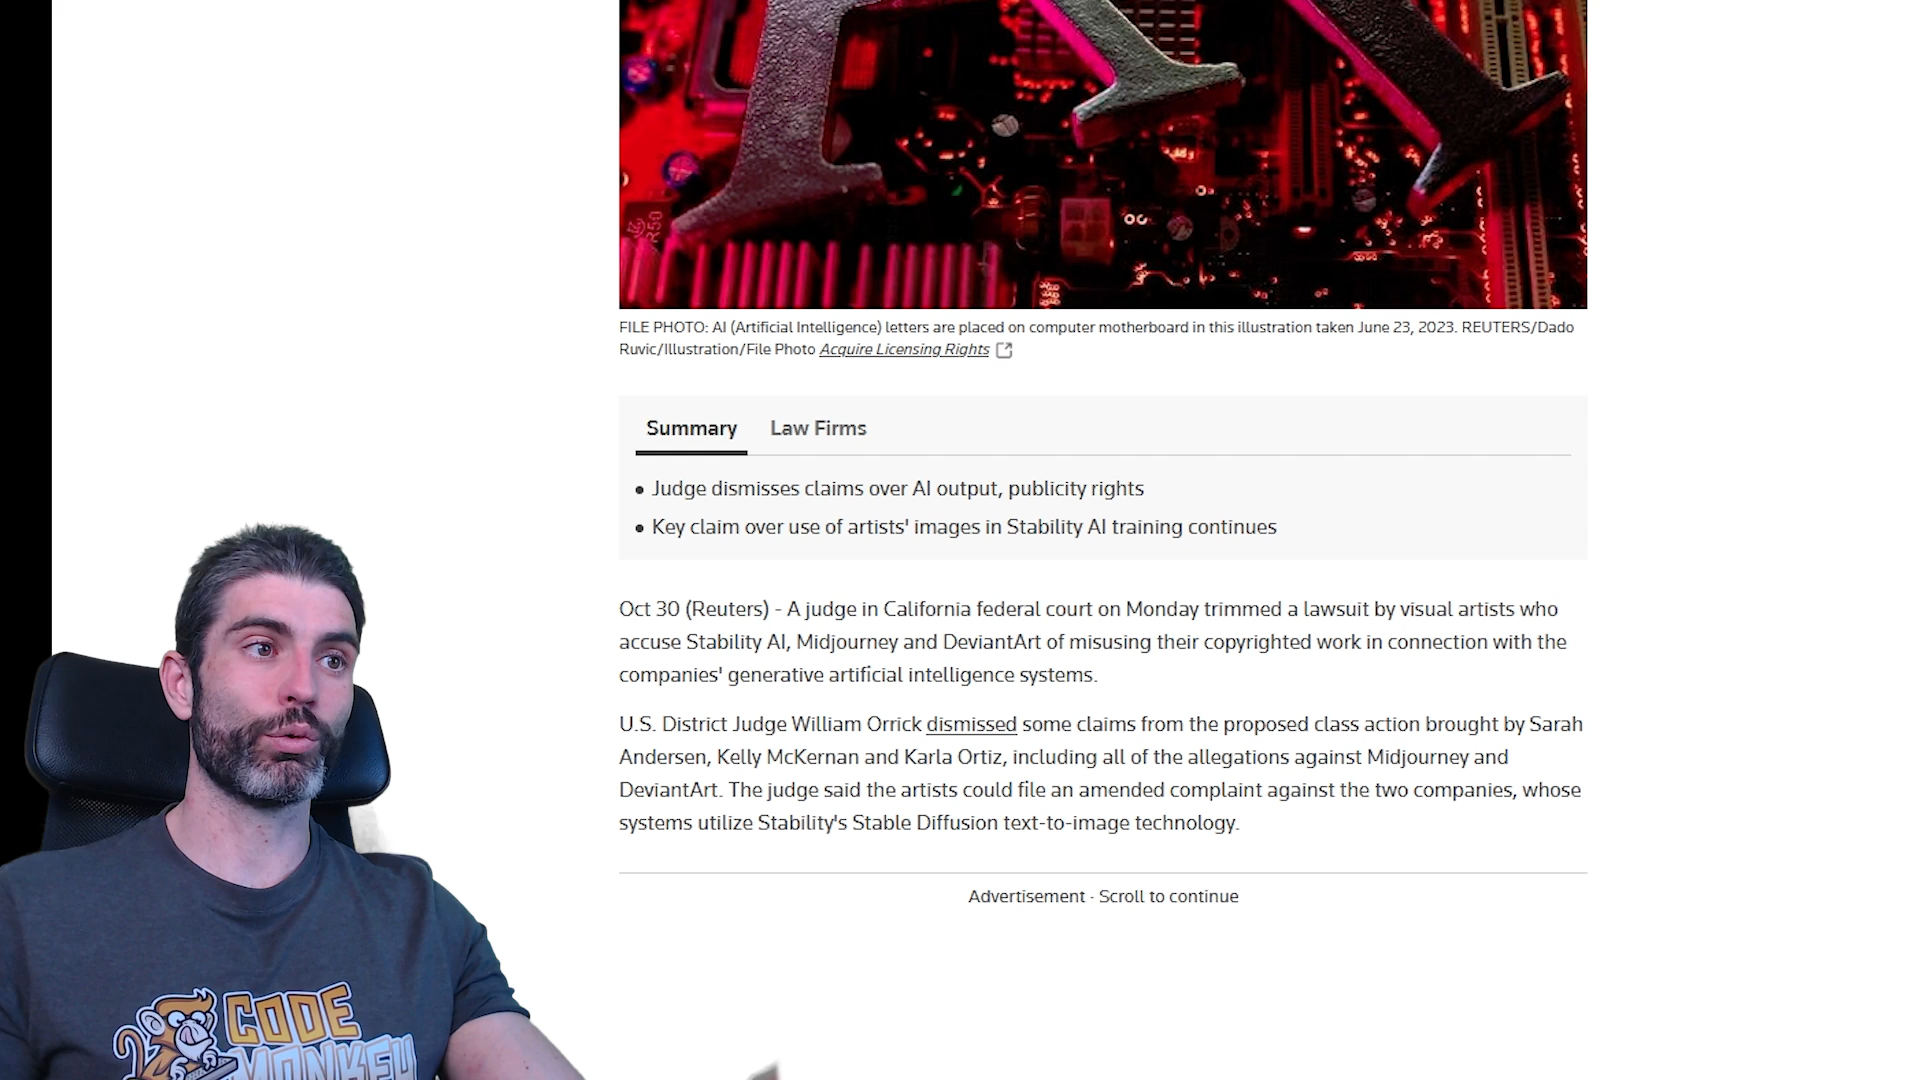 FILE PHOTO: AI (Artificial Intelligence) letters are placed on computer motherboard in this illustration taken June 23, 2023. REUTERS/Dado
Ruvic/Illustration/File Photo Acquire Licensing Rights
Summary
Law Firms
• Judge dismisses claims over AI output, publicity rights
• Key claim over use of artists' images in Stability AI training continues
Oct 30 (Reuters) - A judge in California federal court on Monday trimmed a lawsuit by visual artists who
accuse Stability AI, Midjourney and DeviantArt of misusing their copyrighted work in connection with the
companies' generative artificial intelligence systems.
U.S. District Judge William Orrick dismissed some claims from the proposed class action brought by Sarah
Andersen, Kelly McKernan and Karla Ortiz, including all of the allegations against Midjourney and
DeviantArt. The judge said the artists could file an amended complaint against the two companies, whose
systems utilize Stability's Stable Diffusion text-to-image technology.
Advertisement · Scroll to continue
CODE
MONKEY